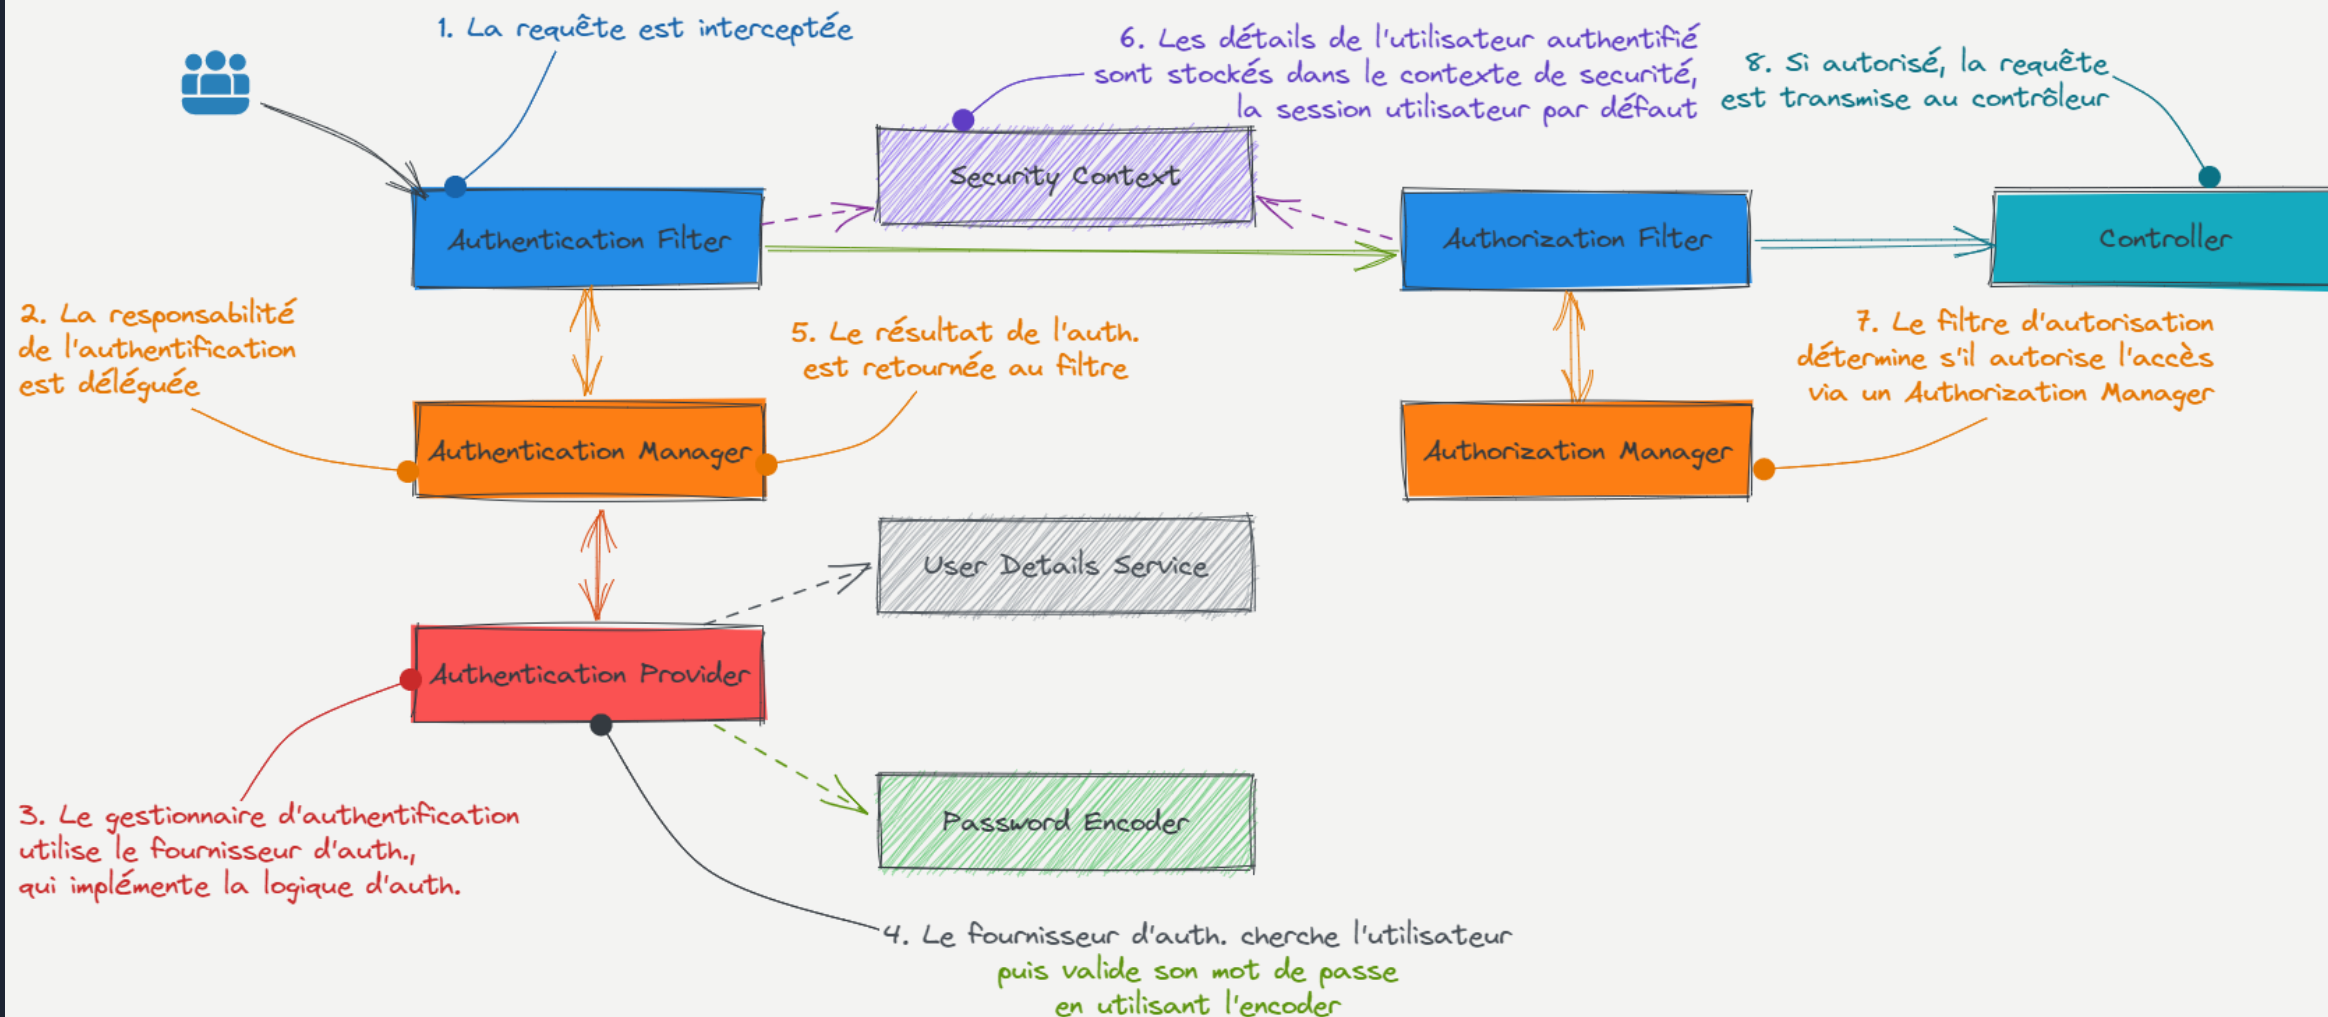 1. La requête est interceptée
6. Les détails de l'utilisateur authentifié
sont stockés dans le contexte de securité,
la session utilisateur par défaut
8. Si autorisé, la requête
est transmise au contrôleur
Security Context
Authentication Filter
Authorization Filter
Controller
2. La responsabilité
de l'authentification
est déléguée
5. Le résultat de l'auth.
est retournée au filtre
7. Le filtre d'autorisation
détermine s'il autorise l'accès
via un Authorization Manager
Authentication Manager
Authorization Manager
User Details Service
Authentication Provider
3. Le gestionnaire d'authentification
utilise le fournisseur d'auth.,
qui implémente la logique d'auth.
Password Encoder
4. Le fournisseur d'auth. cherche l'utilisateur
puis valide son mot de passe
en utilisant l'encoder